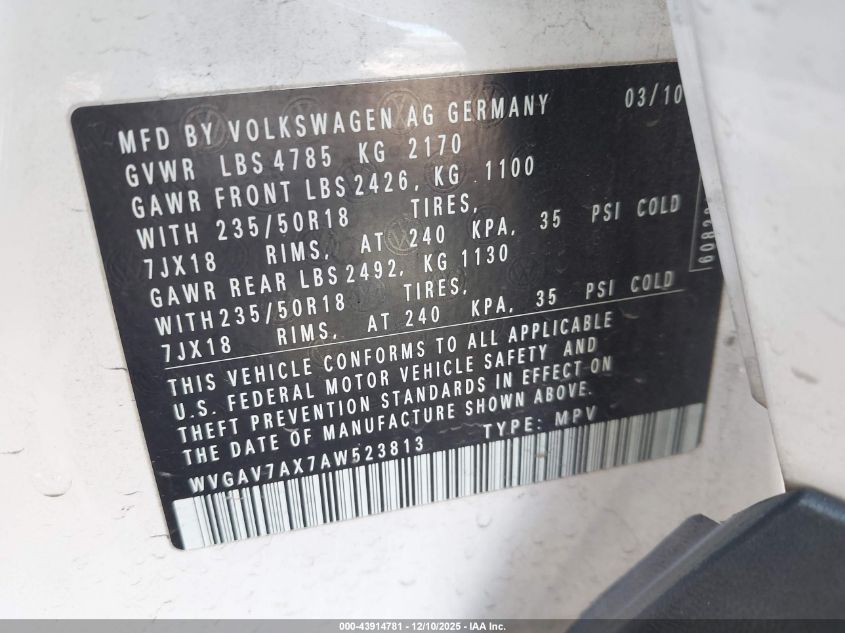 MFD BY VOLKSWAGEN AG GERMANY 03/10
GVWR LBS 4785 KG 2170
GAWR FRONT LBS 2426, KG 1100
WITH 235/50R18 TIRES,
7JX18 RIMS, AT 240 KPA, 35 PSI COLD
GAWR REAR LBS 2492, KG 1130
WITH 235/50R18 TIRES,
7JX18 RIMS, AT 240 KPA, 35 PSI COLD
THIS VEHICLE CONFORMS TO ALL APPLICABLE
U.S. FEDERAL MOTOR VEHICLE SAFETY AND
THEFT PREVENTION STANDARDS IN EFFECT ON
THE DATE OF MANUFACTURE SHOWN ABOVE.
WVGAV7AX7AW523813 TYPE: MPV
000-43914781 - 12/10/2025 - IAA Inc.